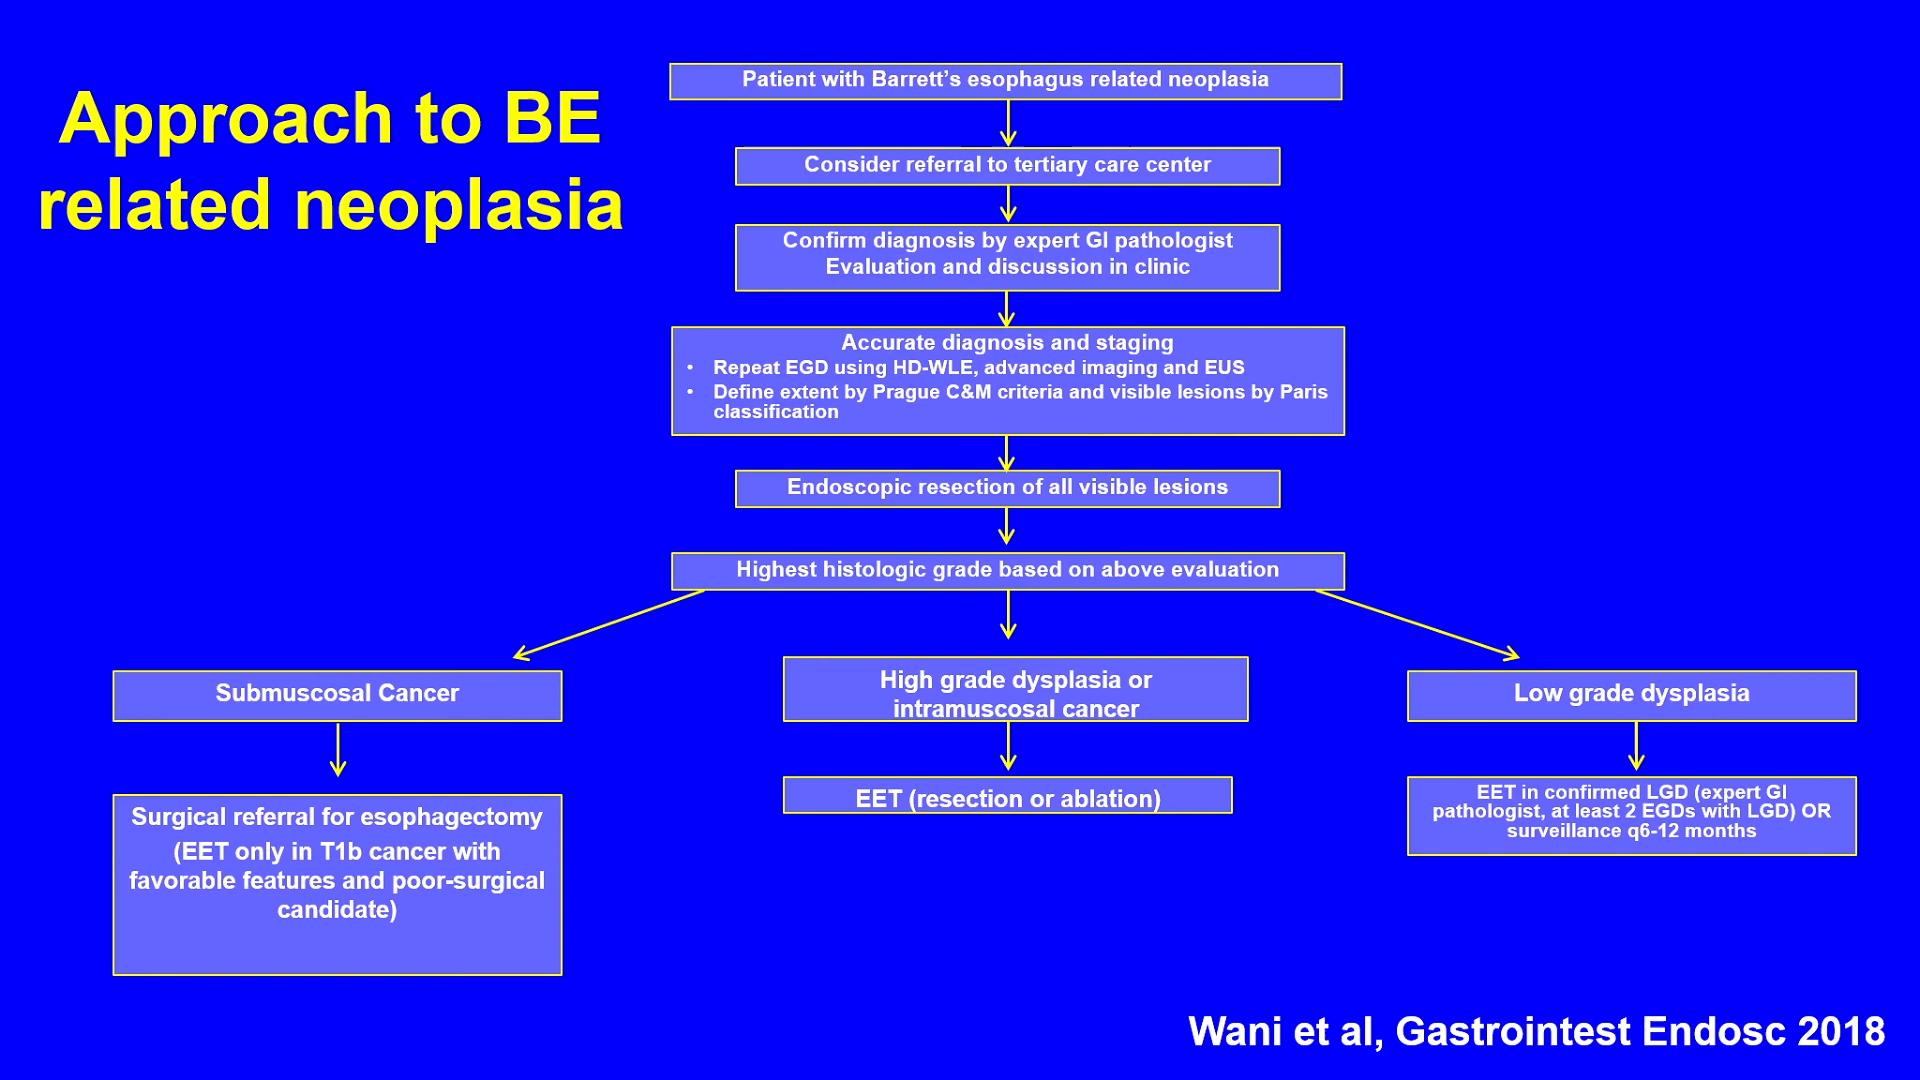 Approach to BE
related neoplasia
Patient with Barrett’s esophagus related neoplasia
Consider referral to tertiary care center
Confirm diagnosis by expert GI pathologist
Evaluation and discussion in clinic
Accurate diagnosis and staging
• Repeat EGD using HD-WLE, advanced imaging and EUS
• Define extent by Prague C&M criteria and visible lesions by Paris
classification
Endoscopic resection of all visible lesions
Highest histologic grade based on above evaluation
Submuscosal Cancer
Surgical referral for esophagectomy
(EET only in T1b cancer with
favorable features and poor-surgical
candidate)
High grade dysplasia or
intramuscosal cancer
EET (resection or ablation)
Low grade dysplasia
EET in confirmed LGD (expert GI
pathologist, at least 2 EGDs with LGD) OR
surveillance q6-12 months
Wani et al, Gastrointest Endosc 2018